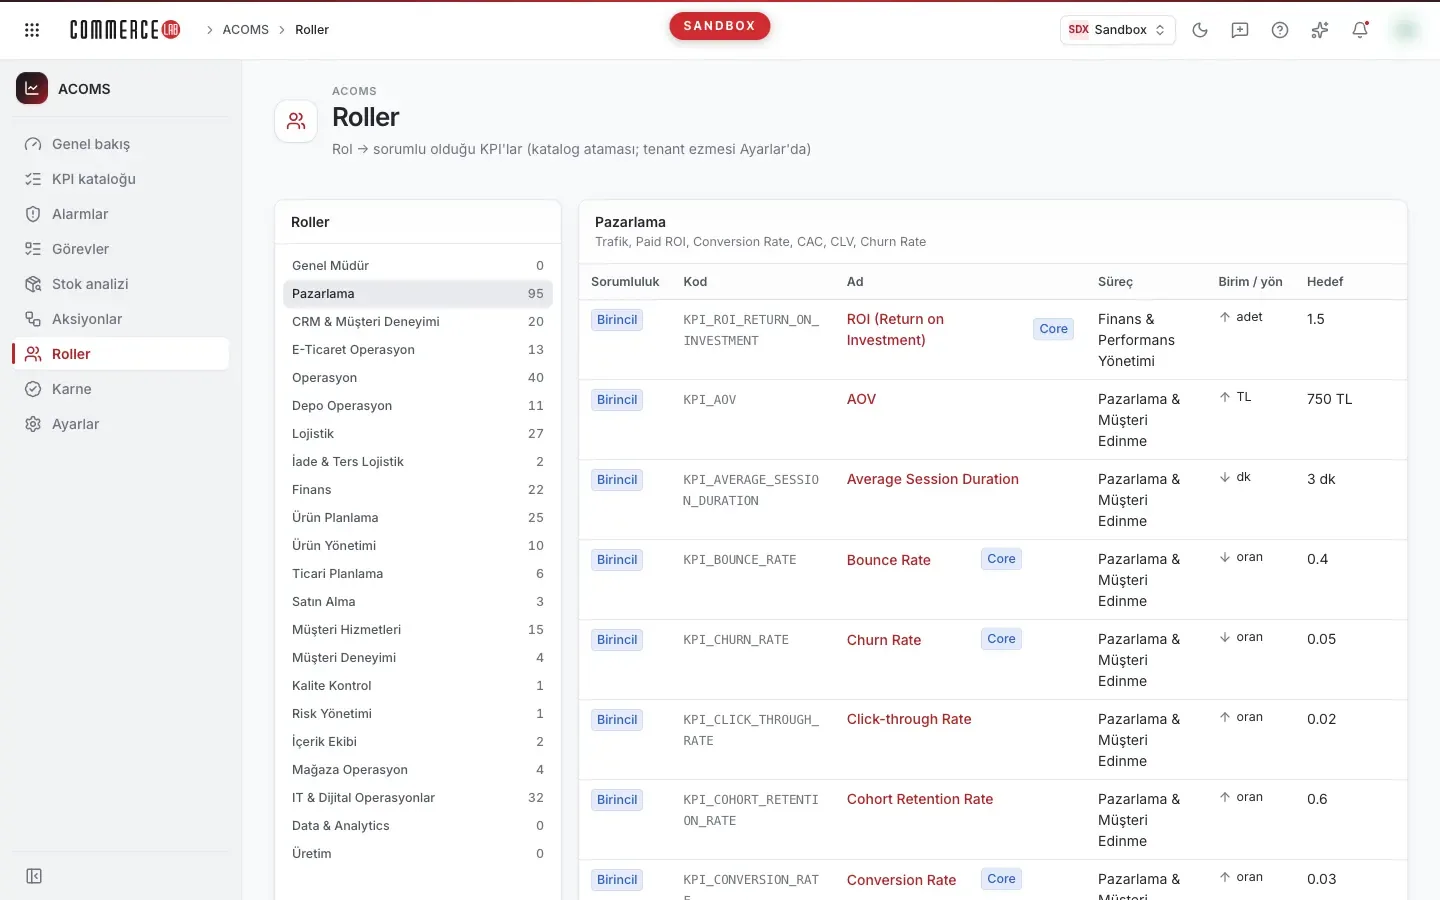 COMMERCE LAB
ACOMS
Roller
SANDBOX
SDX Sandbox
ACOMS
Genel bakış
KPI kataloğu
Alarmlar
Görevler
Stok analizi
Aksiyonlar
Roller
Karne
Ayarlar
ACOMS
Roller
Rol → sorumlu olduğu KPI'lar (katalog ataması; tenant ezmesi Ayarlar'da)
Roller
Genel Müdür 0
Pazarlama 95
CRM & Müşteri Deneyimi 20
E-Ticaret Operasyon 13
Operasyon 40
Depo Operasyon 11
Lojistik 27
İade & Ters Lojistik 2
Finans 22
Ürün Planlama 25
Ürün Yönetimi 10
Ticari Planlama 6
Satın Alma 3
Müşteri Hizmetleri 15
Müşteri Deneyimi 4
Kalite Kontrol 1
Risk Yönetimi 1
İçerik Ekibi 2
Mağaza Operasyon 4
IT & Dijital Operasyonlar 32
Data & Analytics 0
Üretim 0
Pazarlama
Trafik, Paid ROI, Conversion Rate, CAC, CLV, Churn Rate
Sorumluluk Kod Ad Süreç Birim / yön Hedef
Birincil KPI_ROI_RETURN_ON_ ROI (Return on Core Finans & ↑ adet 1.5
INVESTMENT Investment) Performans
Yönetimi
Birincil KPI_AOV AOV Pazarlama & ↑ TL 750 TL
Müşteri
Edinme
Birincil KPI_AVERAGE_SESSIO Average Session Duration Pazarlama & ↓ dk 3 dk
N_DURATION Müşteri
Edinme
Birincil KPI_BOUNCE_RATE Bounce Rate Core Pazarlama & ↓ oran 0.4
Müşteri
Edinme
Birincil KPI_CHURN_RATE Churn Rate Core Pazarlama & ↓ oran 0.05
Müşteri
Edinme
Birincil KPI_CLICK_THROUGH_ Click-through Rate Pazarlama & ↑ oran 0.02
RATE Müşteri
Edinme
Birincil KPI_COHORT_RETENTI Cohort Retention Rate Pazarlama & ↑ oran 0.6
ON_RATE Müşteri
Edinme
Birincil KPI_CONVERSION_RAT Conversion Rate Core Pazarlama & ↑ oran 0.03
E Müşteri